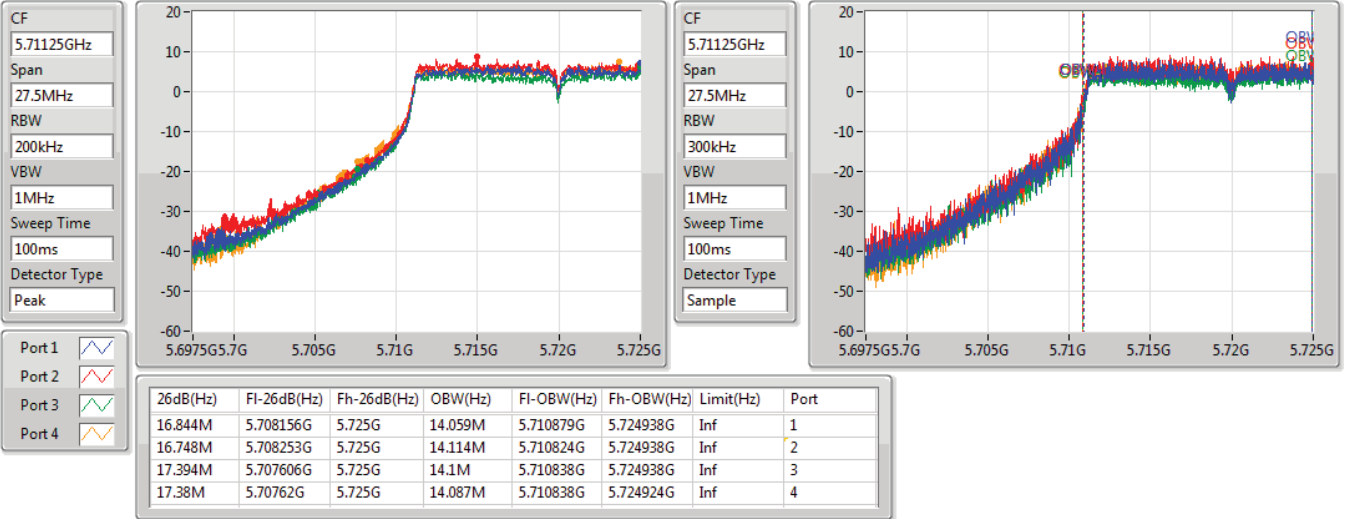 CF
5.71125GHz
Span
27.5MHz
RBW
200kHz
VBW
1MHz
Sweep Time
100ms
Detector Type
Peak
20
10
0
-10
-20
-30
-40
-50
-60
5.6975G 5.7G 5.705G 5.71G 5.715G 5.72G 5.725G
CF
5.71125GHz
Span
27.5MHz
RBW
300kHz
VBW
1MHz
Sweep Time
100ms
Detector Type
Sample
20
10
0
-10
-20
-30
-40
-50
-60
5.6975G 5.7G 5.705G 5.71G 5.715G 5.72G 5.725G
Port 1
Port 2
Port 3
Port 4
26dB(Hz) Fl-26dB(Hz) Fh-26dB(Hz) OBW(Hz) Fl-OBW(Hz) Fh-OBW(Hz) Limit(Hz) Port
16.844M 5.708156G 5.725G 14.059M 5.710879G 5.724938G Inf 1
16.748M 5.708253G 5.725G 14.114M 5.710824G 5.724938G Inf 2
17.394M 5.707606G 5.725G 14.1M 5.710838G 5.724938G Inf 3
17.38M 5.70762G 5.725G 14.087M 5.710838G 5.724924G Inf 4